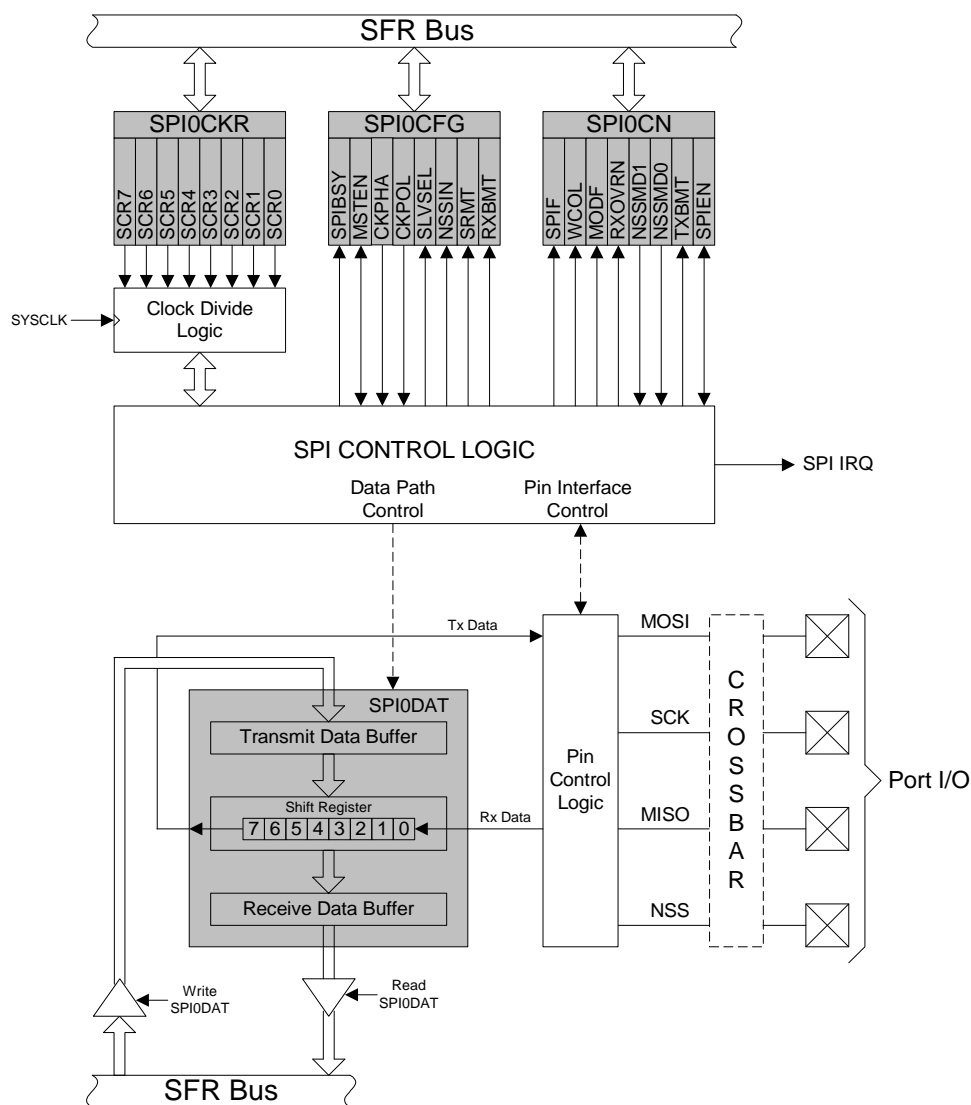 SFR Bus
SPI0CKR
SCR7
SCR6
SCR5
SCR4
SCR3
SCR2
SCR1
SCR0
SPI0CFG
SPIBSY
MSTEN
CKPHA
CKPOL
SLVSEL
NSSIN
SRMT
RXBMT
SPI0CN
SPIF
WCOL
MODF
RXOVRN
NSSMD1
NSSMD0
TXBMT
SPIEN
SYSCLK
Clock Divide
Logic
SPI CONTROL LOGIC
Data Path
Control
Pin Interface
Control
SPI IRQ
Tx Data
SPI0DAT
Transmit Data Buffer
Shift Register
7 6 5 4 3 2 1 0
Rx Data
Receive Data Buffer
Pin
Control
Logic
MOSI
SCK
MISO
NSS
CROSSBAR
Port I/O
Write
SPI0DAT
Read
SPI0DAT
SFR Bus